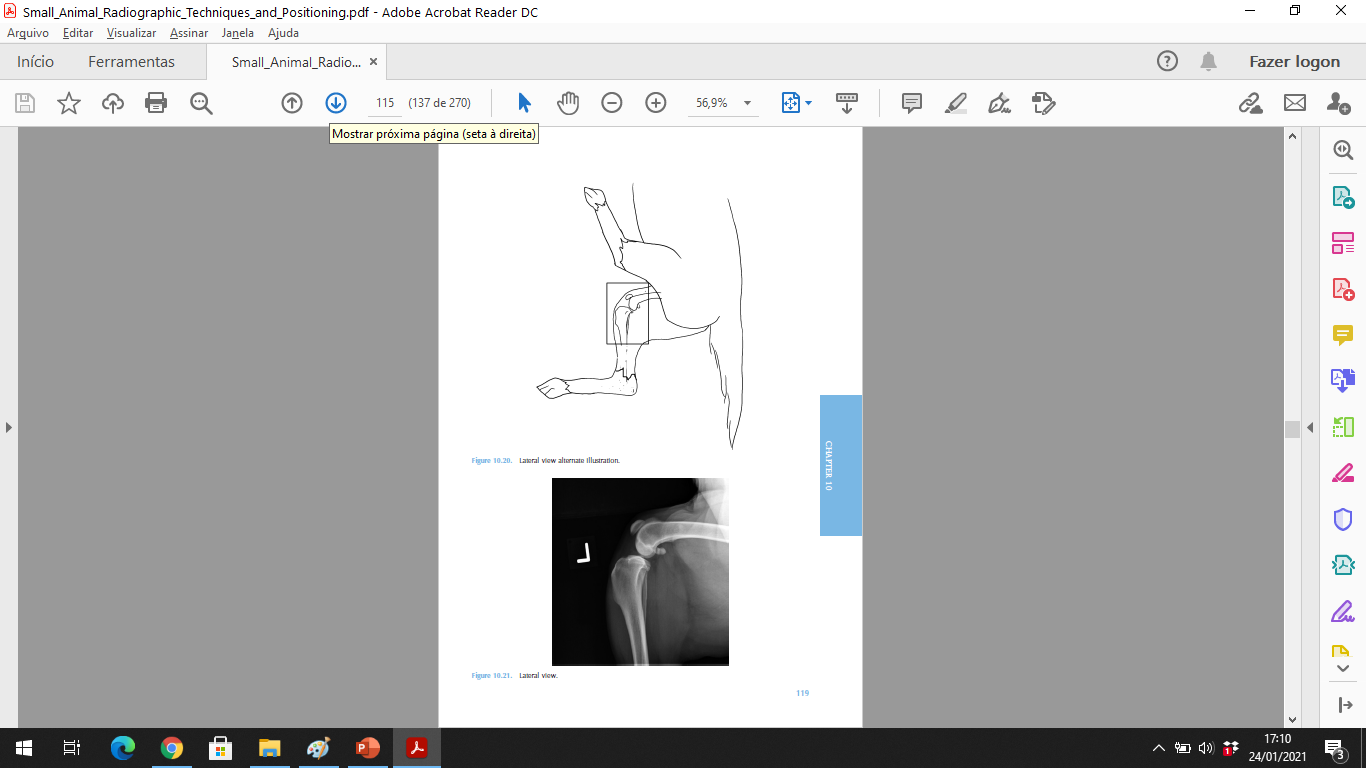 Small_Animal_Radiographic_Techniques_and_Positioning.pdf - Adobe Acrobat Reader DC
Arquivo Editar Visualizar Assinar Janela Ajuda
Início Ferramentas Small_Animal_Radio... Fazer logon
115 (137 de 270) 56,9%
Mostrar próxima página (seta à direita)
CHAPTER 10
Figure 10.20. Lateral view alternate illustration.
L
Figure 10.21. Lateral view.
119
17:10
24/01/2021
1
3